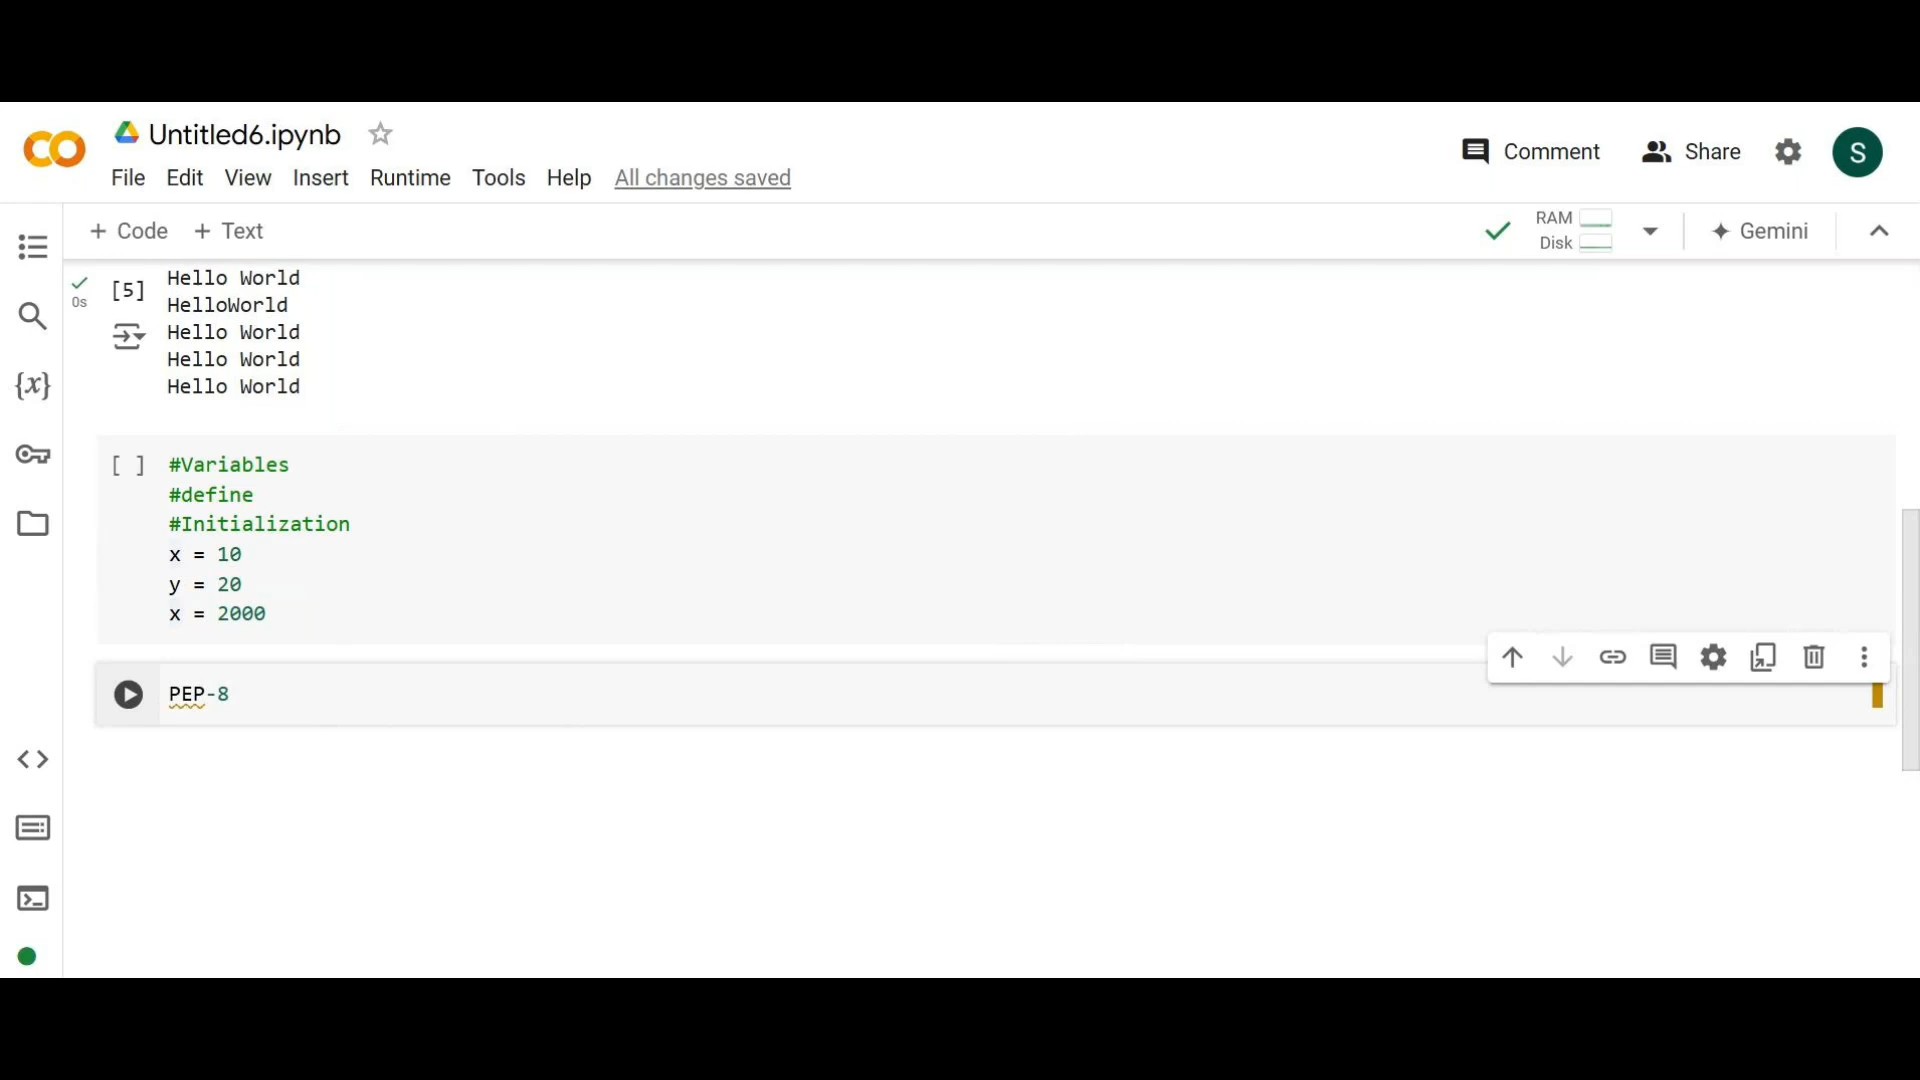 Untitled6.ipynb
File Edit View Insert Runtime Tools Help All changes saved
Comment Share S
+ Code + Text
RAM
Disk
Gemini
0s
[5]
Hello World
HelloWorld
Hello World
Hello World
Hello World
{x}
[ ] #Variables
#define
#Initialization
x = 10
y = 20
x = 2000
PEP-8